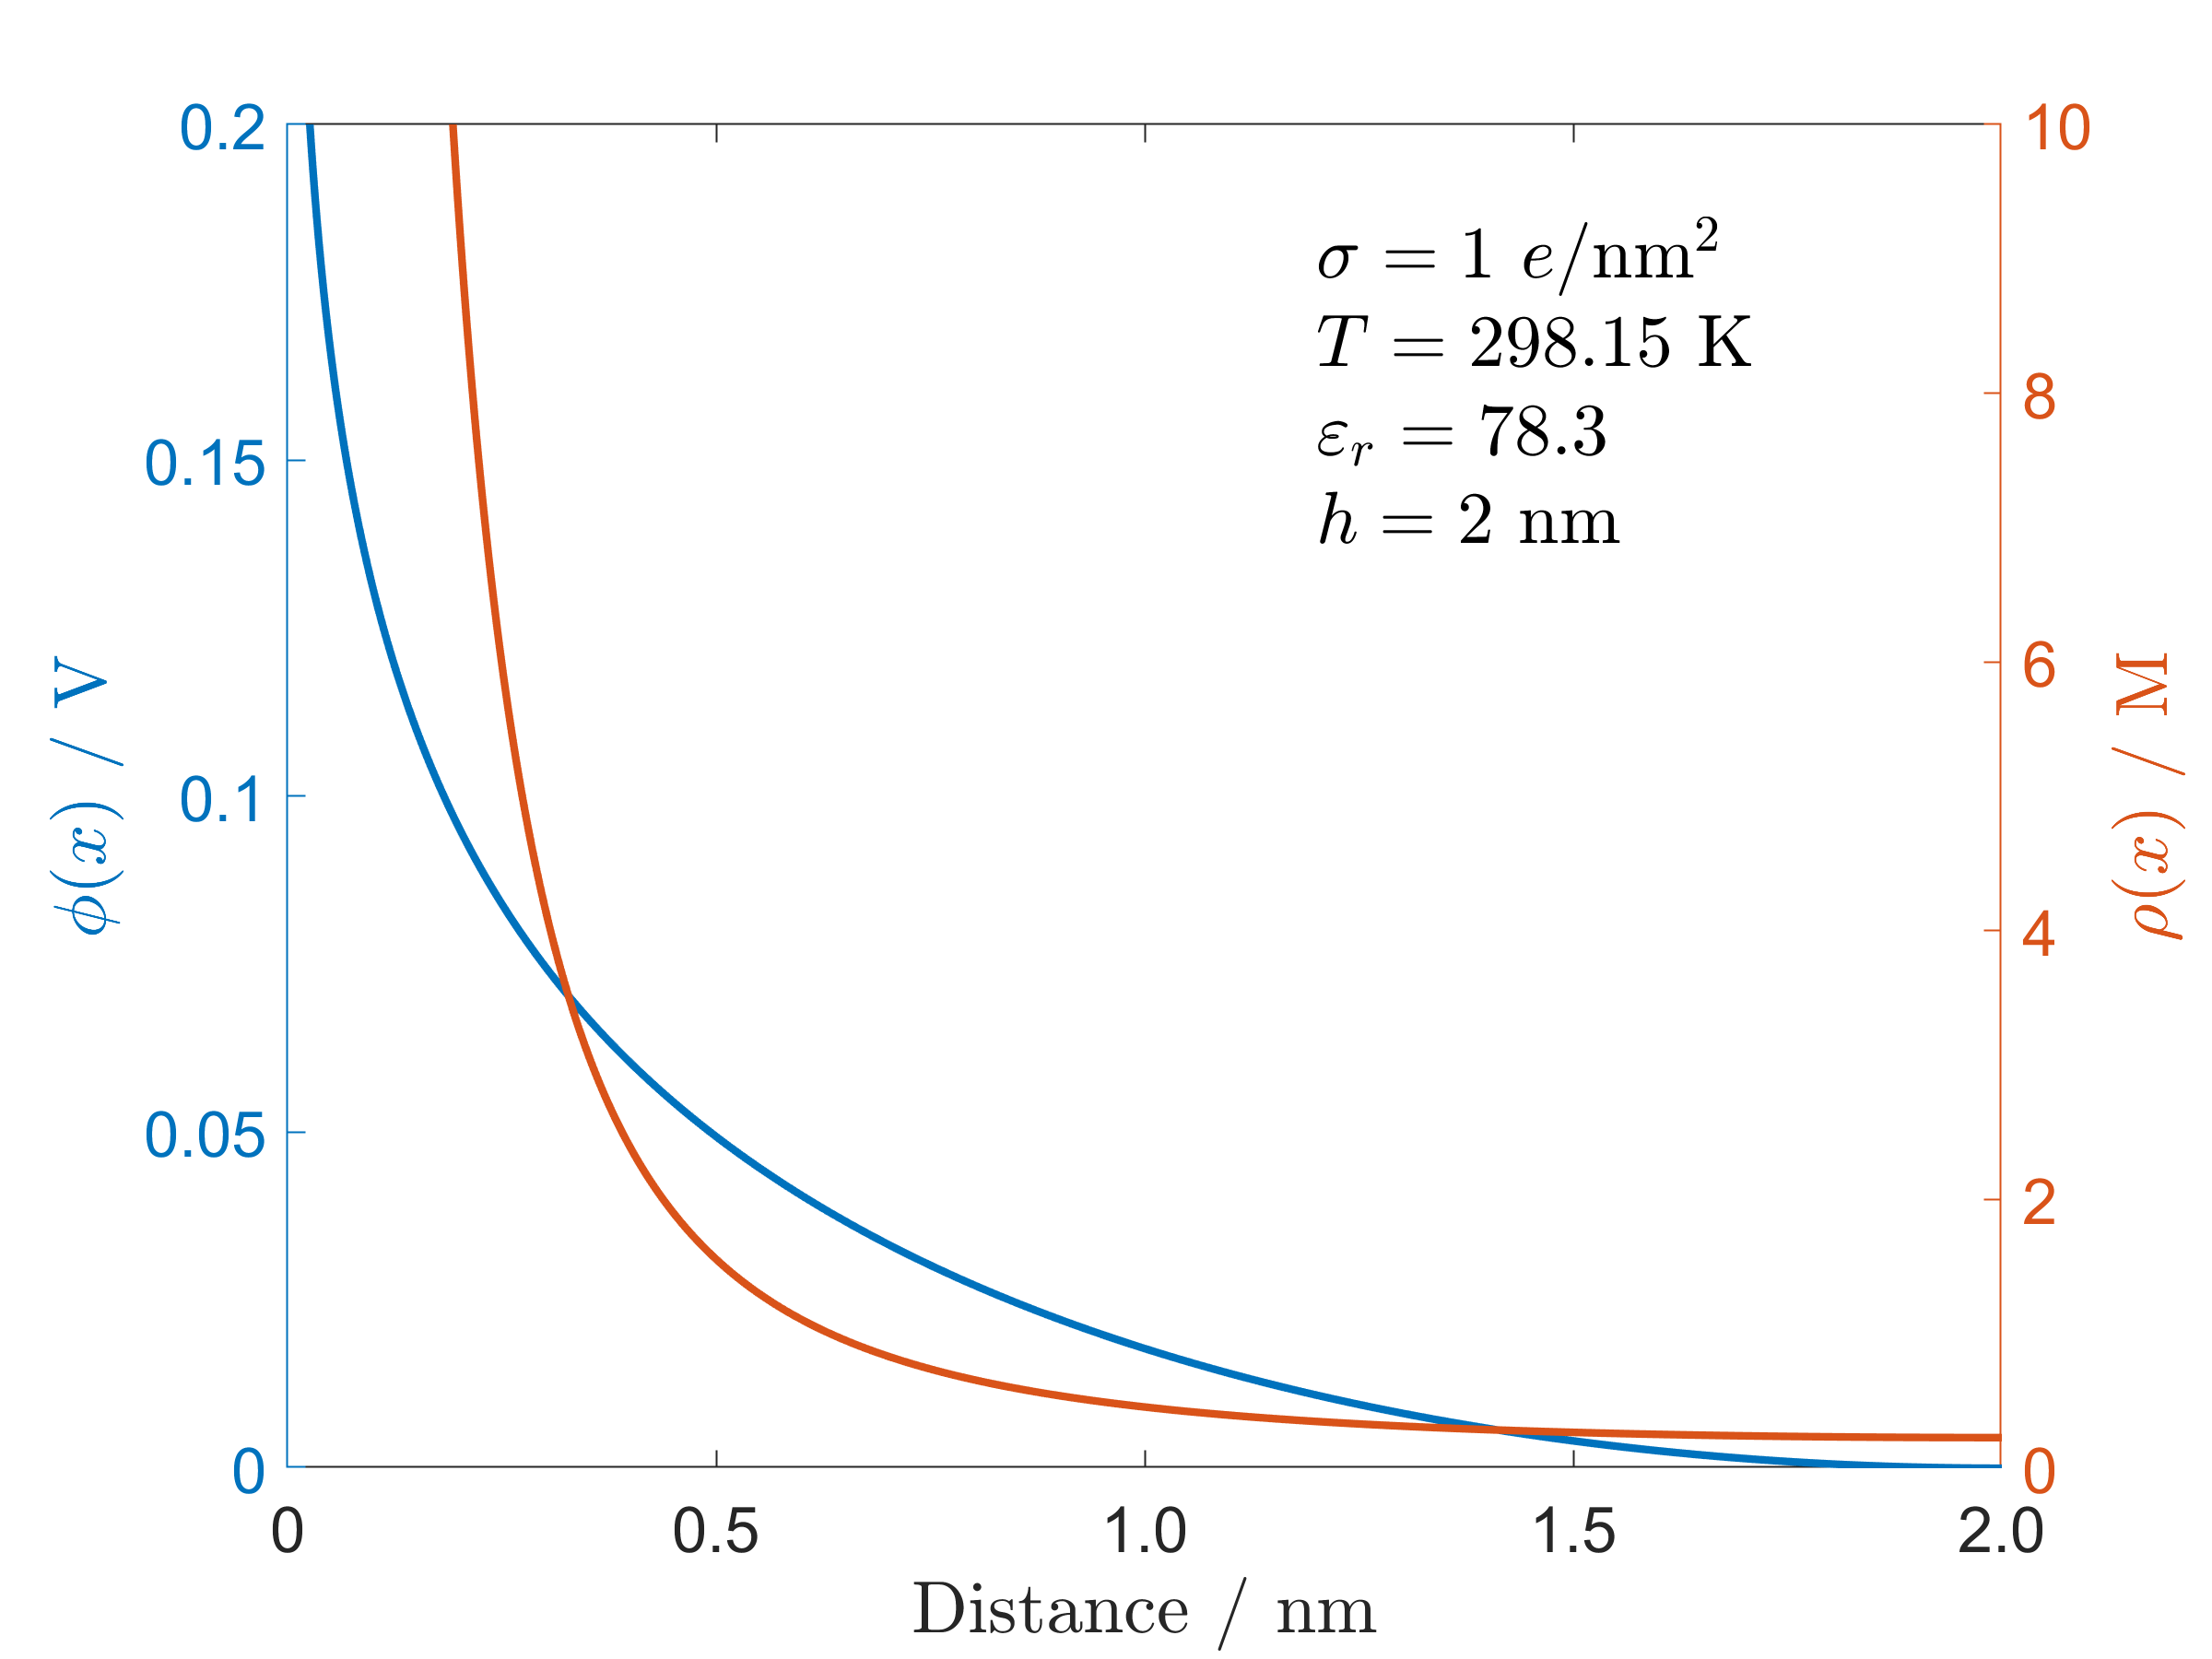 0.2
0.15
0.1
0.05
0
ϕ(x) / V
σ = 1 e/nm²
T = 298.15 K
εᵣ = 78.3
h = 2 nm
10
8
6
4
2
0
ρ(x) / M
0 0.5 1.0 1.5 2.0
Distance / nm